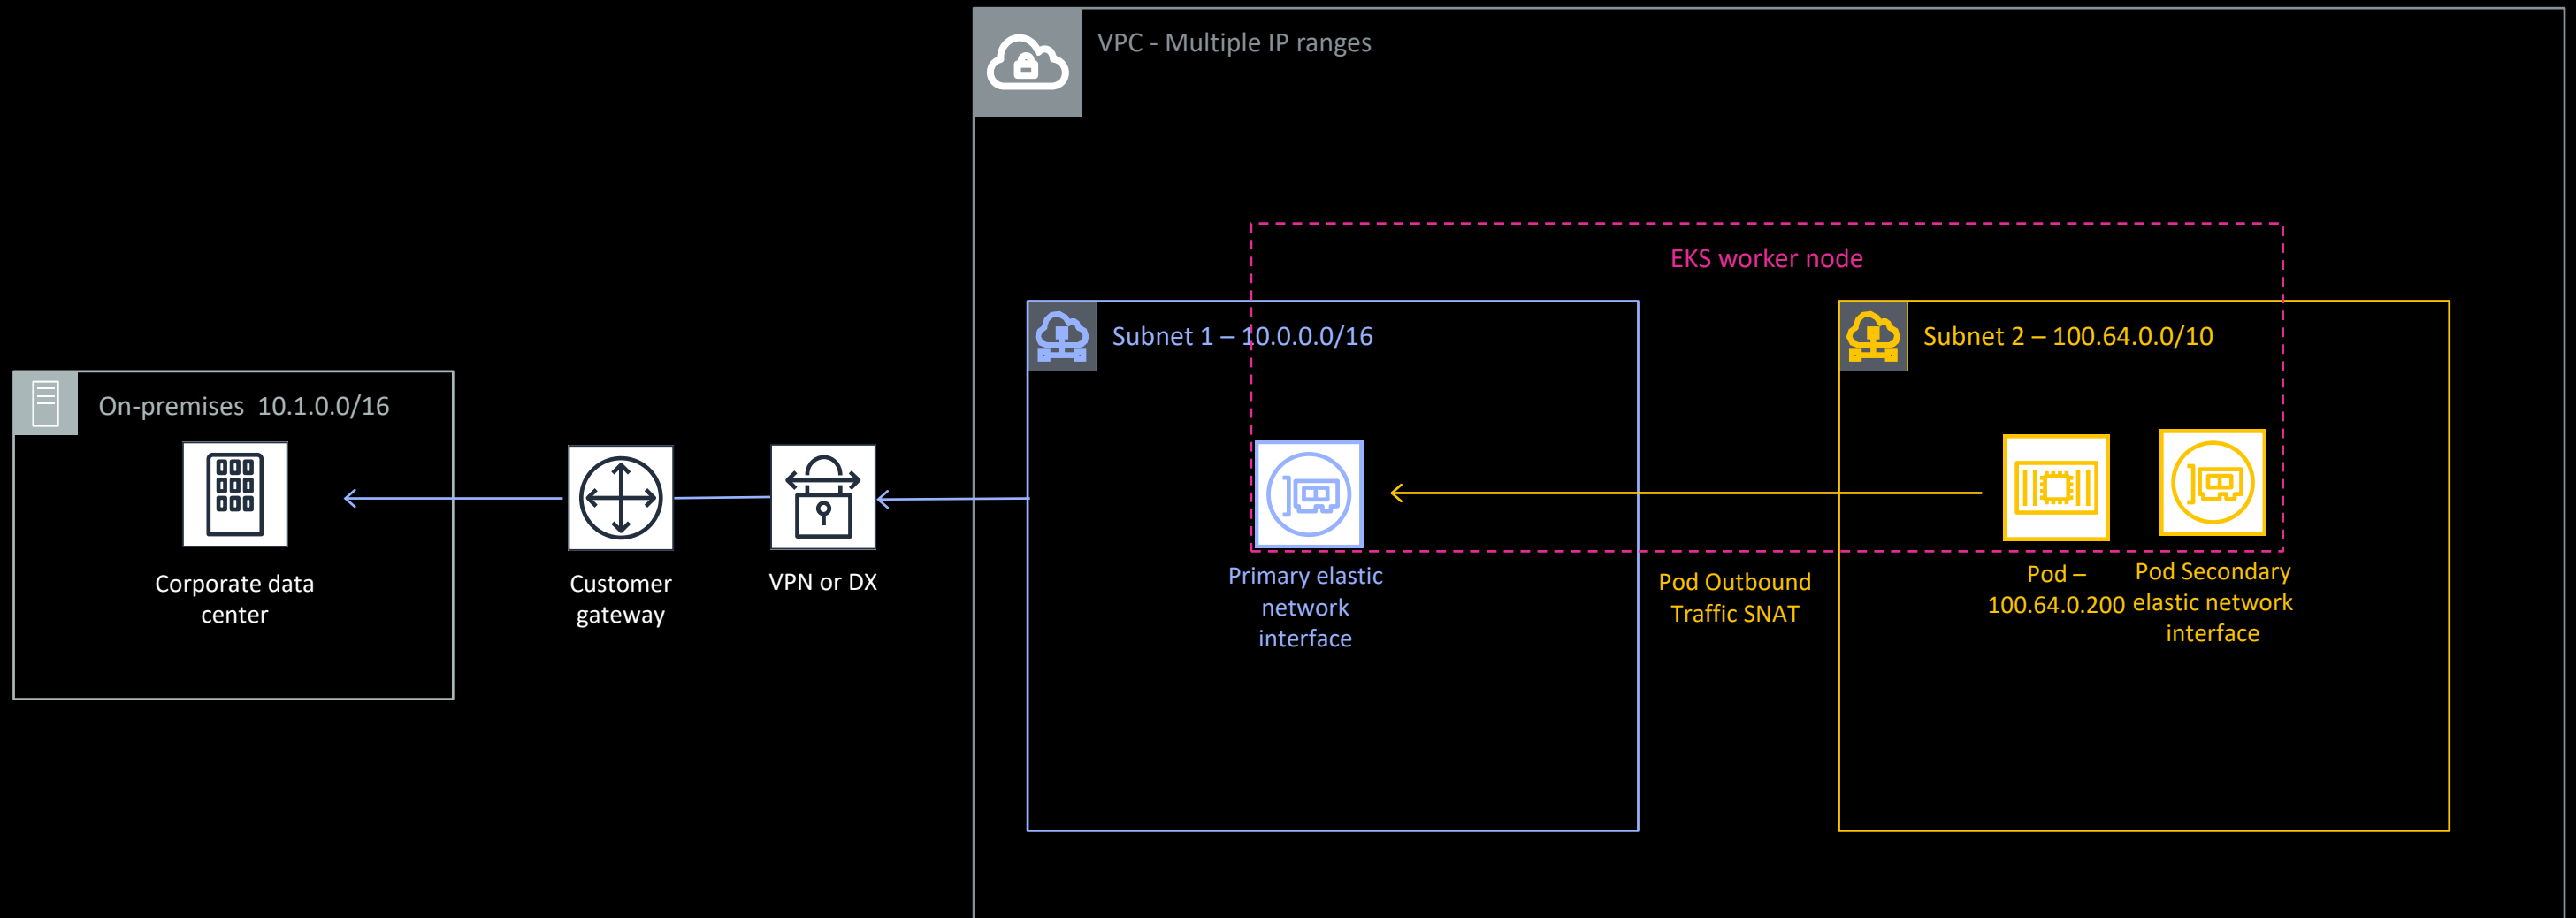 VPC - Multiple IP ranges
EKS worker node
Subnet 1 – 10.0.0.0/16
Subnet 2 – 100.64.0.0/10
On-premises  10.1.0.0/16
Corporate data
center
Customer
gateway
VPN or DX
Primary elastic
network
interface
Pod Outbound
Traffic SNAT
Pod –
100.64.0.200
Pod Secondary
elastic network
interface